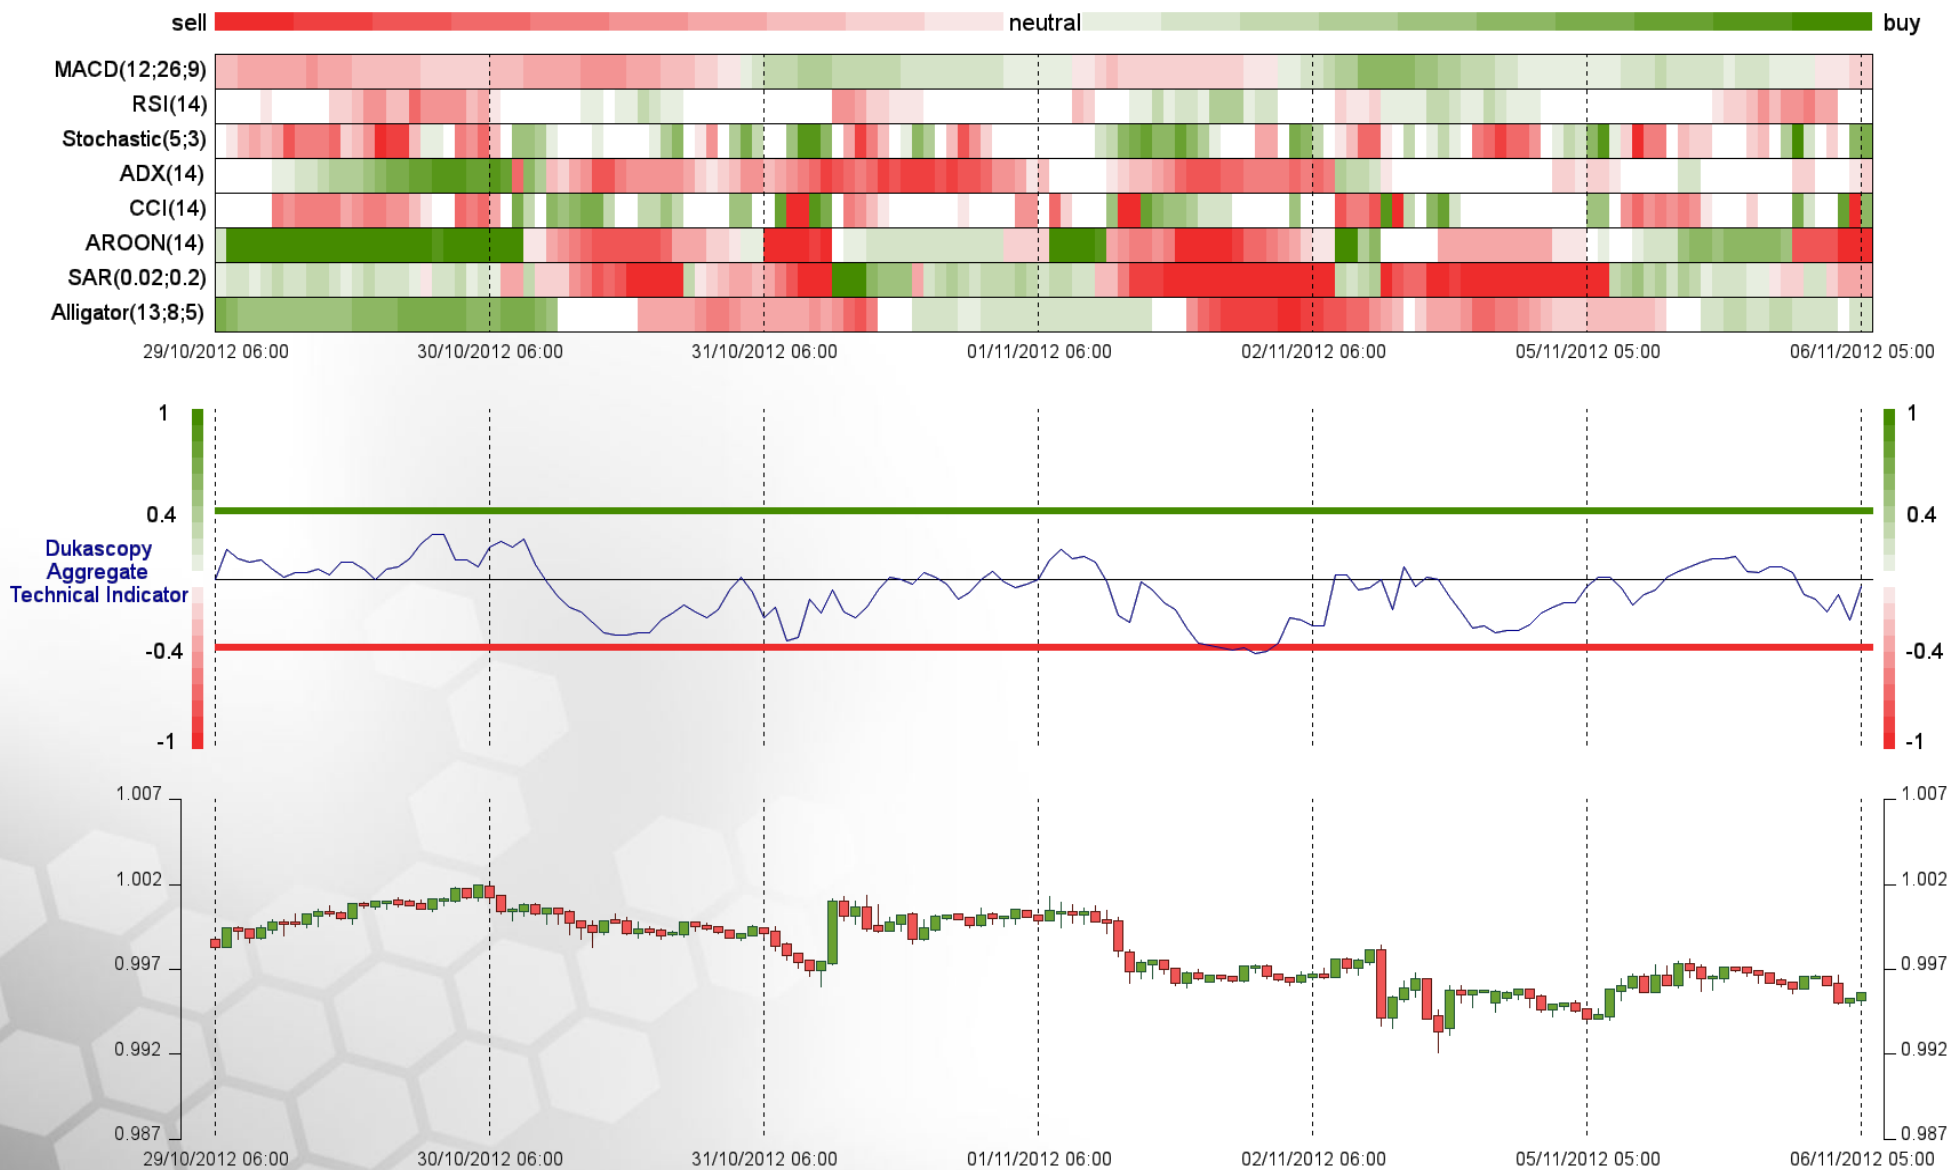 sell neutral buy
MACD(12;26;9)
RSI(14)
Stochastic(5;3)
ADX(14)
CCI(14)
AROON(14)
SAR(0.02;0.2)
Alligator(13;8;5)
29/10/2012 06:00 30/10/2012 06:00 31/10/2012 06:00 01/11/2012 06:00 02/11/2012 06:00 05/11/2012 05:00 06/11/2012 05:00
1 1
0.4 0.4
Dukascopy
Aggregate
Technical Indicator
-0.4 -0.4
-1 -1
1.007 1.007
1.002 1.002
0.997 0.997
0.992 0.992
0.987 0.987
29/10/2012 06:00 30/10/2012 06:00 31/10/2012 06:00 01/11/2012 06:00 02/11/2012 06:00 05/11/2012 05:00 06/11/2012 05:00